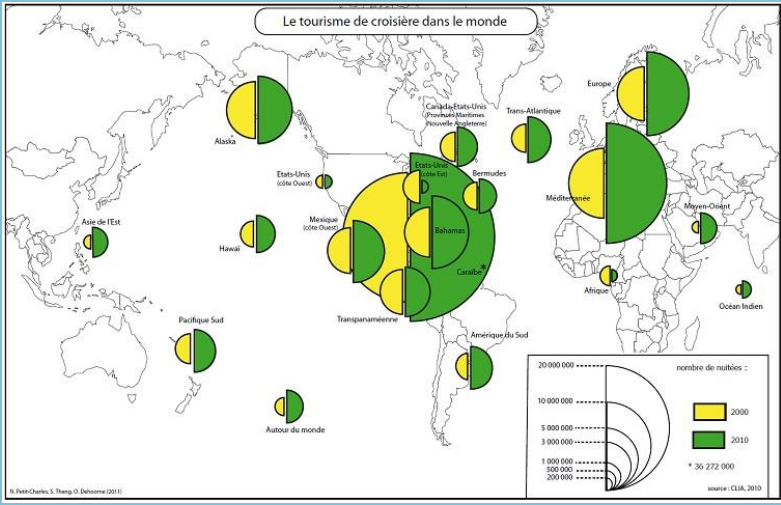 Le tourisme de croisière dans le monde
Europe
Canada-Etats-Unis
(Provinces Maritimes
Nouvelle Angleterre)
Trans-Atlantique
Alaska
Etats-Unis
(côte Est)
Etats-Unis
(côte Ouest)
Bermudes
Méditerranée
Moyen-Orient
Asie de l'Est
Mexique
(côte Ouest)
Hawaï
Bahamas
Caraïbe*
Afrique
Océan Indien
Transpanaméenne
Pacifique Sud
Amérique du Sud
Autour du monde
20 000 000
10 000 000
5 000 000
3 000 000
1 000 000
500 000
200 000
nombre de nuitées :
2000
2010
* 36 272 000
source : CLIA, 2010
N. Petit-Charles, S. Theng, O. Dehoorne (2011)